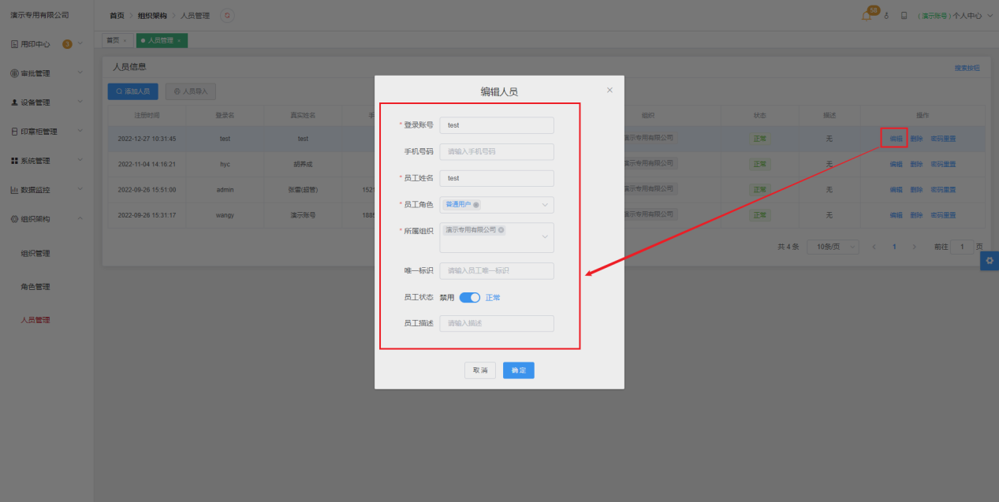 演示专用有限公司
首页 > 组织架构 > 人员管理
58
(演示账号) 个人中心
用印中心 3
审批管理
设备管理
印章柜管理
系统管理
数据监控
组织架构
组织管理
角色管理
人员管理
首页 ×
人员管理 ×
人员信息
搜索按钮
添加人员
人员导入
注册时间 登录名 真实姓名 手 组织 状态 描述 操作
2022-12-27 10:31:45 test test 演示专用有限公司 正常 无 编辑 删除 密码重置
2022-11-04 14:16:21 hyc 胡养成 演示专用有限公司 正常 无 编辑 删除 密码重置
2022-09-26 15:51:00 admin 张雷(超管) 1521 演示专用有限公司 正常 无 编辑 删除 密码重置
2022-09-26 15:31:17 wangy 演示账号 1885 演示专用有限公司 正常 无 编辑 删除 密码重置
共 4 条 10条/页 < 1 > 前往 1 页
编辑人员 ×
* 登录账号 test
手机号码 请输入手机号码
* 员工姓名 test
* 员工角色 普通用户
* 所属组织 演示专用有限公司
唯一标识 请输入员工唯一标识
员工状态 禁用 正常
员工描述 请输入描述
取消 确定